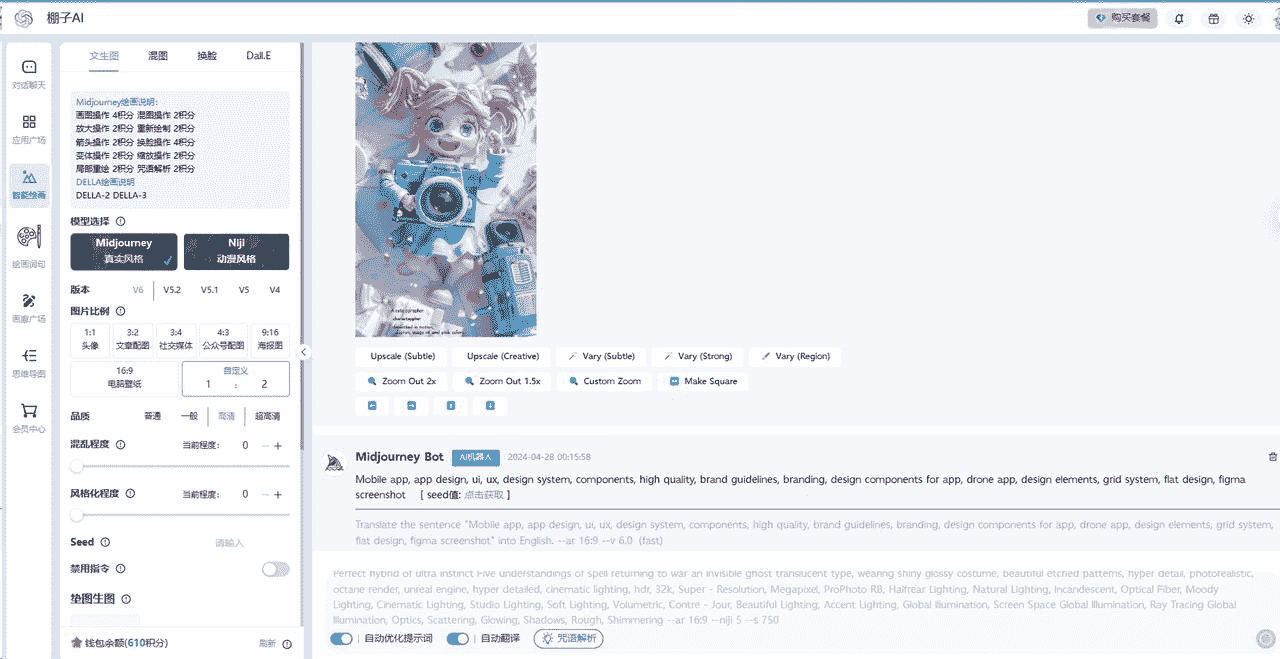 棚子AI
购买套餐
对话聊天
应用广场
智能绘画
绘画词句
画廊广场
思维导图
会员中心
文生图 混图 换脸 Dall.E
Midjourney绘画说明:
画图操作 4积分 混图操作 2积分
放大操作 2积分 重新绘制 2积分
箭头操作 2积分 换脸操作 4积分
变体操作 2积分 缩放操作 2积分
局部重绘 2积分 咒语解析 2积分
DELLA绘画说明
DELLA-2 DELLA-3
模型选择
Midjourney
真实风格
Niji
动漫风格
版本 V6 V5.2 V5.1 V5 V4
图片比例
1:1 3:2 3:4 4:3 9:16
头像 文章配图 社交媒体 公众号配图 海报图
16:9
电脑壁纸
自定义
1 : 2
品质 普通 一般 高清 超高清
混乱程度 当前程度: 0 — +
风格化程度 当前程度: 0 — +
Seed 请输入
禁用指令
垫图生图
钱包余额(610积分) 刷新
Upscale (Subtle) Upscale (Creative) Vary (Subtle) Vary (Strong) Vary (Region)
Zoom Out 2x Zoom Out 1.5x Custom Zoom Make Square
Midjourney Bot AI机器人 2024-04-28 00:15:58
Mobile app, app design, ui, ux, design system, components, high quality, brand guidelines, branding, design components for app, drone app, design elements, grid system, flat design, figma
screenshot [ seed值: 点击获取 ]
Translate the sentence "Mobile app, app design, ui, ux, design system, components, high quality, brand guidelines, branding, design components for app, drone app, design elements, grid system,
flat design, figma screenshot" into English. --ar 16:9 --v 6.0 (fast)
Perfect hybrid of ultra instinct Five understandings of spell returning to war an invisible ghost translucent type, wearing shiny glossy costume, beautiful etched patterns, hyper detail, photorealistic,
octane render, unreal engine, hyper detailed, cinematic lighting, hdr, 32k, Super - Resolution, Megapixel, ProPhoto RB, Halfrear Lighting, Natural Lighting, Incandescent, Optical Fiber, Moody
Lighting, Cinematic Lighting, Studio Lighting, Soft Lighting, Volumetric, Contre - Jour, Beautiful Lighting, Accent Lighting, Global Illumination, Screen Space Global Illumination, Ray Tracing Global
Illumination, Optics, Scattering, Glowing, Shadows, Rough, Shimmering --ar 16:9 --niji 5 --s 750
自动优化提示词 自动翻译 咒语解析